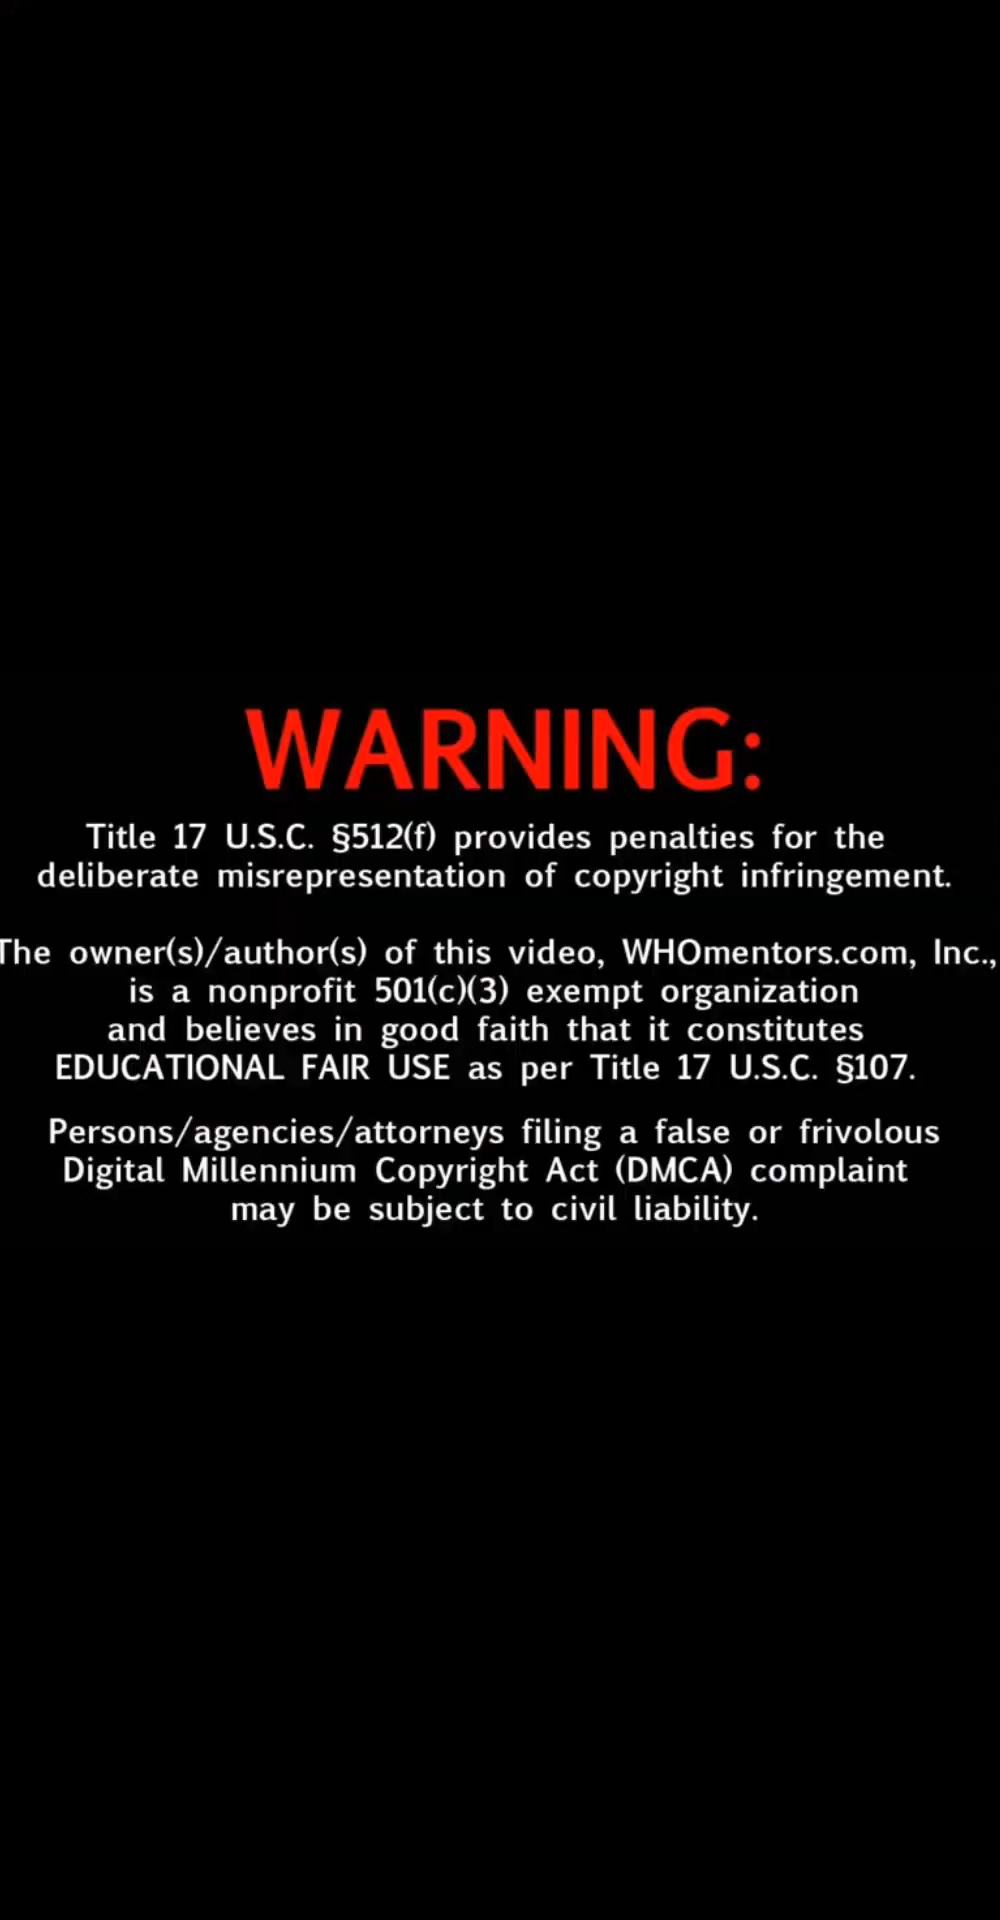 WARNING:
Title 17 U.S.C. §512(f) provides penalties for the
deliberate misrepresentation of copyright infringement.
The owner(s)/author(s) of this video, WHOmentors.com, Inc.,
is a nonprofit 501(c)(3) exempt organization
and believes in good faith that it constitutes
EDUCATIONAL FAIR USE as per Title 17 U.S.C. §107.
Persons/agencies/attorneys filing a false or frivolous
Digital Millennium Copyright Act (DMCA) complaint
may be subject to civil liability.